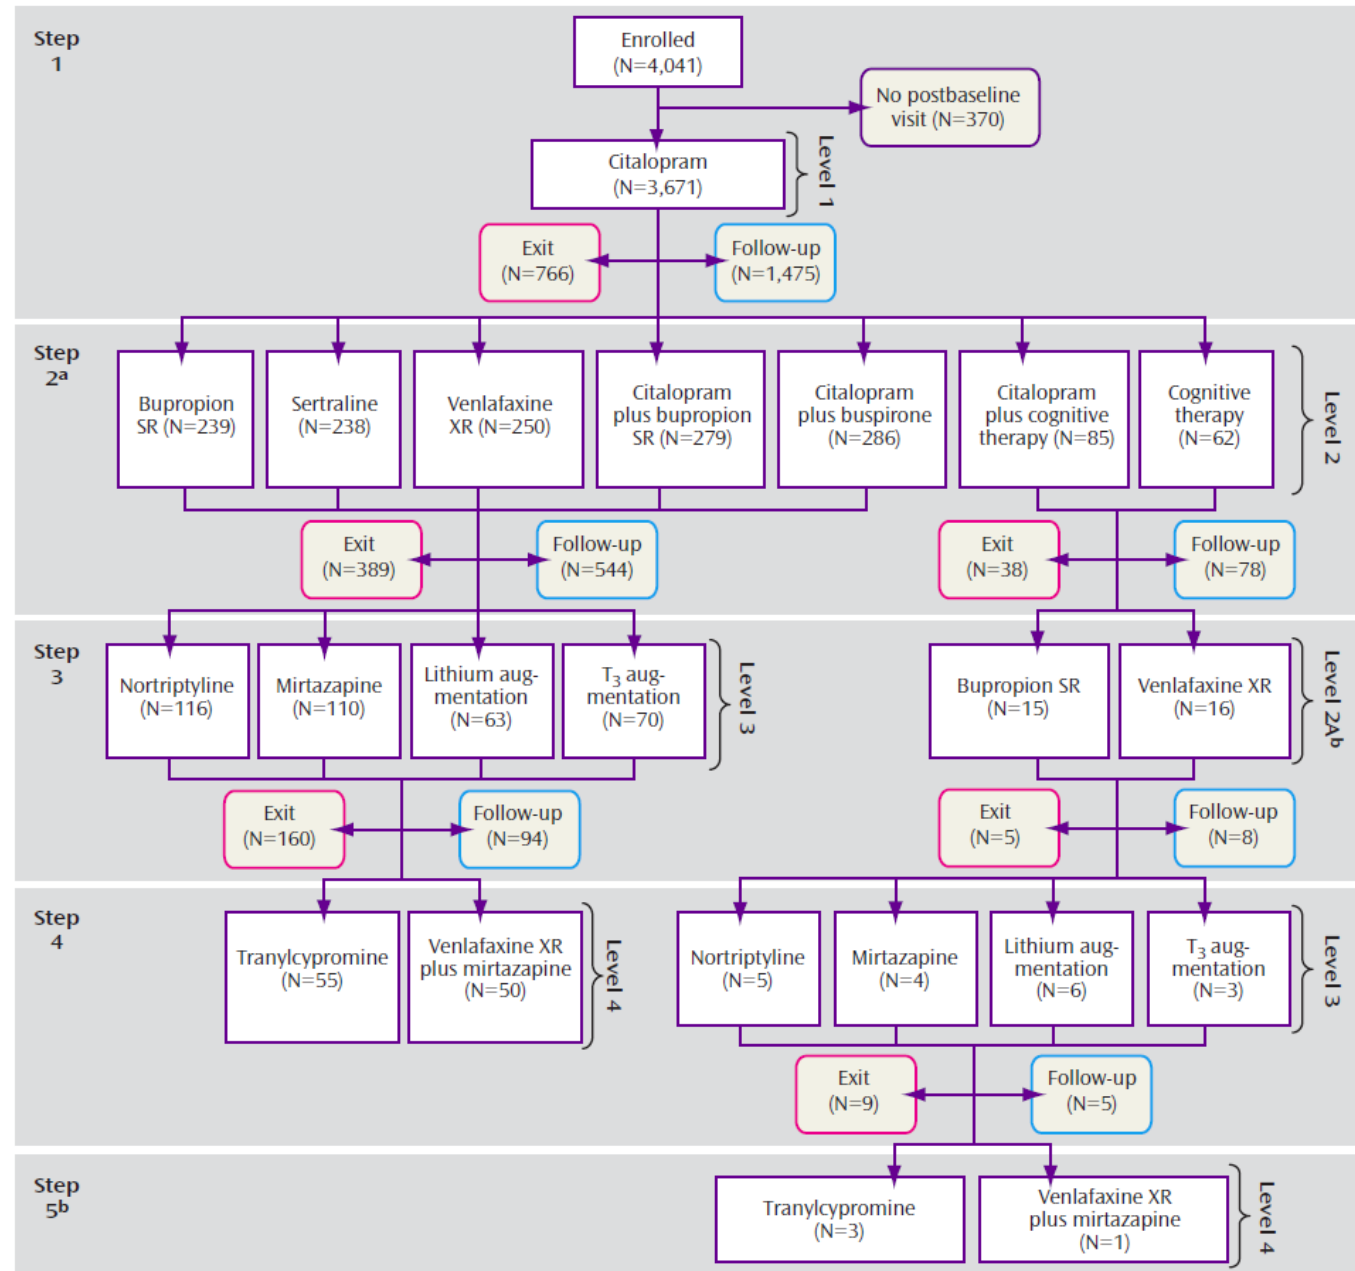 Step
1
Enrolled
(N=4,041)
No postbaseline
visit (N=370)
Citalopram
(N=3,671)
Level 1
Exit
(N=766)
Follow-up
(N=1,475)
Step
2a
Bupropion
SR (N=239)
Sertraline
(N=238)
Venlafaxine
XR (N=250)
Citalopram
plus bupropion
SR (N=279)
Citalopram
plus buspirone
(N=286)
Citalopram
plus cognitive
therapy (N=85)
Cognitive
therapy
(N=62)
Level 2
Exit
(N=389)
Follow-up
(N=544)
Exit
(N=38)
Follow-up
(N=78)
Step
3
Nortriptyline
(N=116)
Mirtazapine
(N=110)
Lithium aug-
mentation
(N=63)
T3 aug-
mentation
(N=70)
Level 3
Bupropion SR
(N=15)
Venlafaxine XR
(N=16)
Level 2Ab
Exit
(N=160)
Follow-up
(N=94)
Exit
(N=5)
Follow-up
(N=8)
Step
4
Tranylcypromine
(N=55)
Venlafaxine XR
plus mirtazapine
(N=50)
Level 4
Nortriptyline
(N=5)
Mirtazapine
(N=4)
Lithium aug-
mentation
(N=6)
T3 aug-
mentation
(N=3)
Level 3
Exit
(N=9)
Follow-up
(N=5)
Step
5b
Tranylcypromine
(N=3)
Venlafaxine XR
plus mirtazapine
(N=1)
Level 4